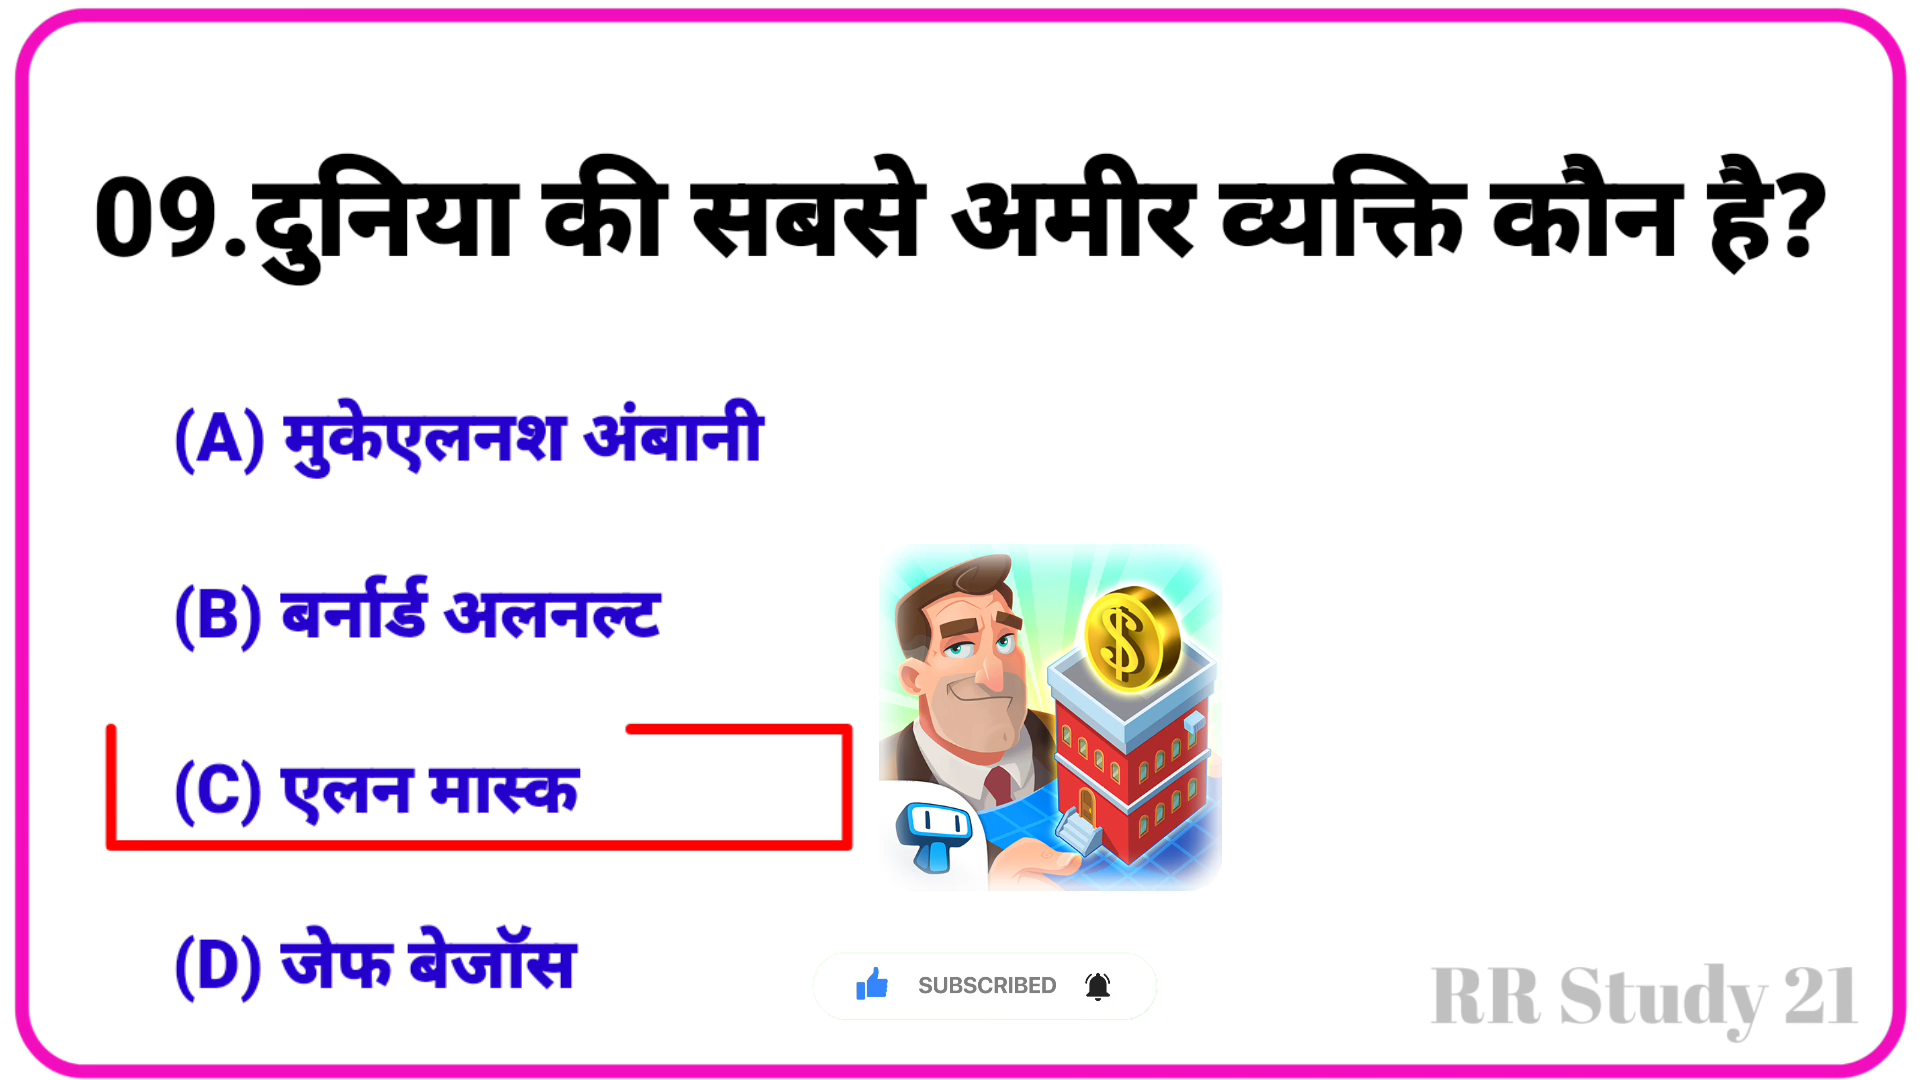 09.दुनिया की सबसे अमीर व्यक्ति कौन है?
(A) मुकेएलनश अंबानी
(B) बर्नार्ड अलनल्ट
(C) एलन मास्क
(D) जेफ बेजॉस
SUBSCRIBED
RR Study 21